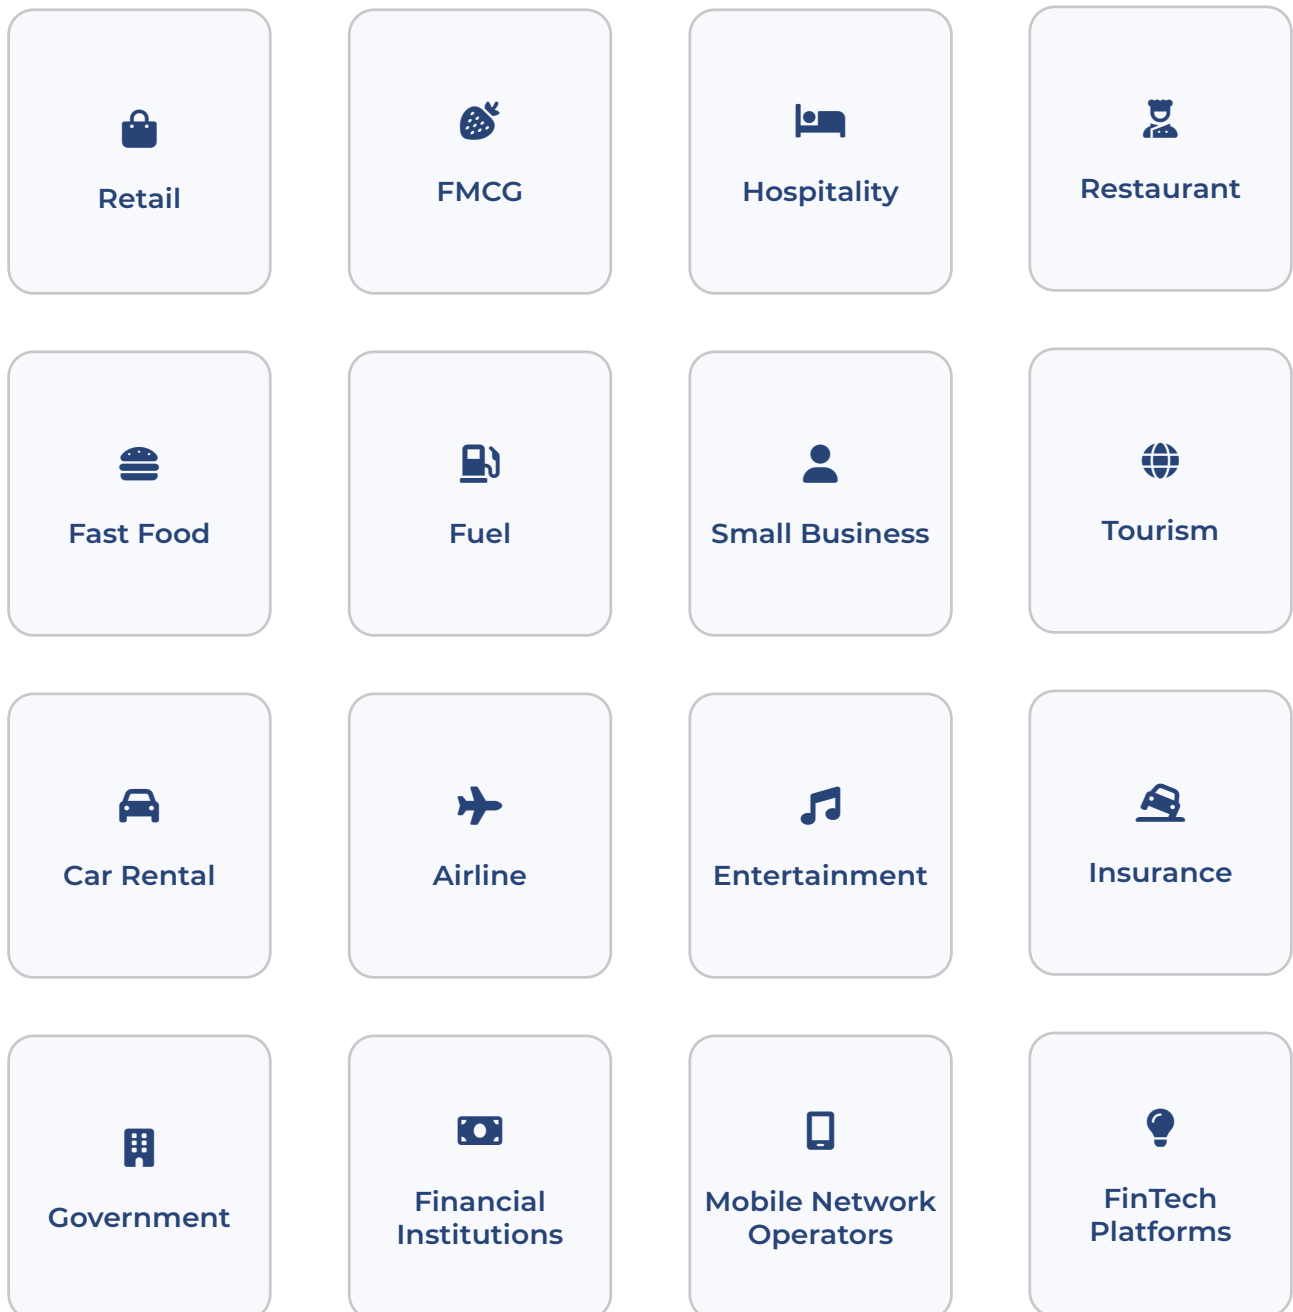 Retail
FMCG
Hospitality
Restaurant
Fast Food
Fuel
Small Business
Tourism
Car Rental
Airline
Entertainment
Insurance
Government
Financial
Institutions
Mobile Network
Operators
FinTech
Platforms